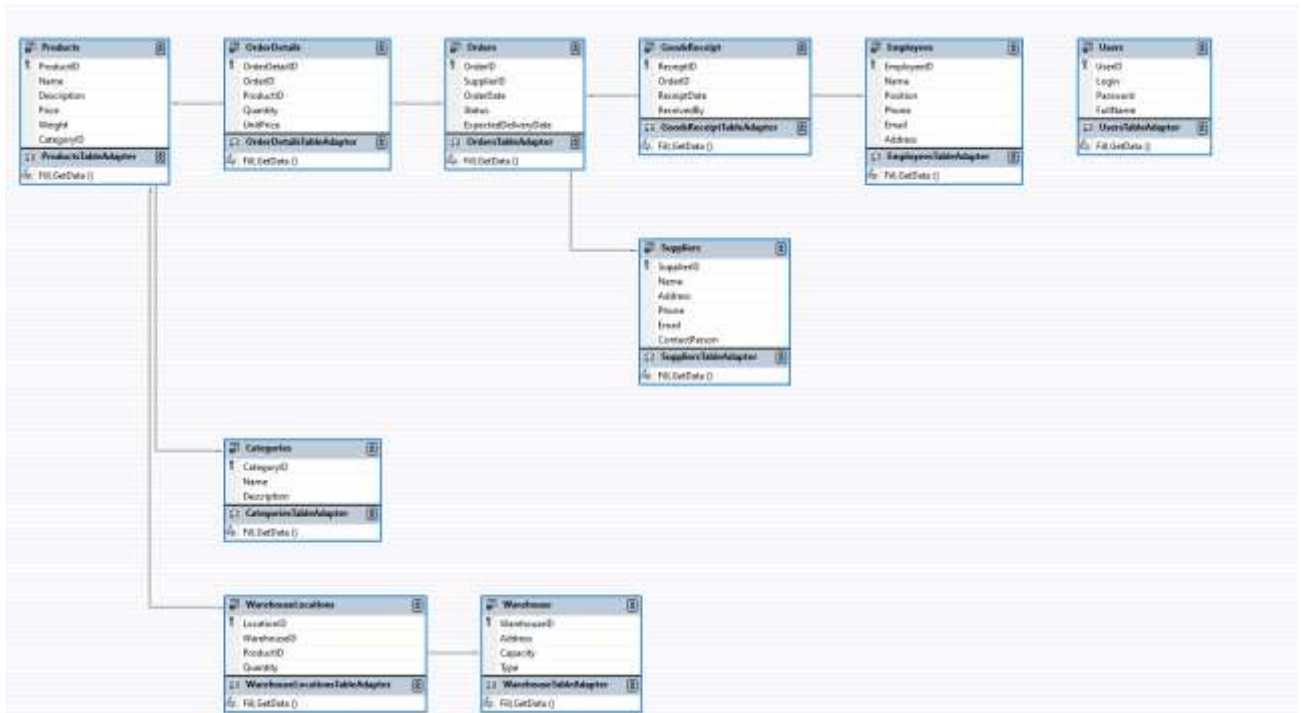 Products
ProductID
Name
Description
Price
Weight
CategoryID
ProductsTableAdapter
Fill,GetData ()
OrderDetails
OrderDetailID
OrderID
ProductID
Quantity
UnitPrice
OrderDetailsTableAdapter
Fill,GetData ()
Orders
OrderID
SupplierID
OrderDate
Status
ExpectedDeliveryDate
OrdersTableAdapter
Fill,GetData ()
GoodsReceipt
ReceiptID
OrderID
ReceiptDate
ReceivedBy
GoodsReceiptTableAdapter
Fill,GetData ()
Employees
EmployeeID
Name
Position
Phone
Email
Address
EmployeesTableAdapter
Fill,GetData ()
Users
UserID
Login
Password
FullName
UsersTableAdapter
Fill,GetData ()
Suppliers
SupplierID
Name
Address
Phone
Email
ContactPerson
SuppliersTableAdapter
Fill,GetData ()
Categories
CategoryID
Name
Description
CategoriesTableAdapter
Fill,GetData ()
WarehouseLocations
LocationID
WarehouseID
ProductID
Quantity
WarehouseLocationsTableAdapter
Fill,GetData ()
Warehouse
WarehouseID
Address
Capacity
Type
WarehouseTableAdapter
Fill,GetData ()